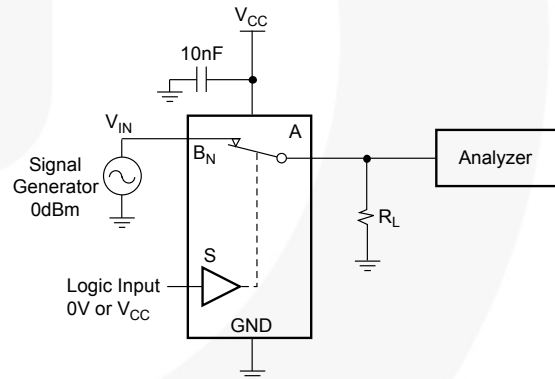 V_CC
10nF
V_IN
B_N
A
Signal
Generator
0dBm
Analyzer
R_L
S
Logic Input
0V or V_CC
GND